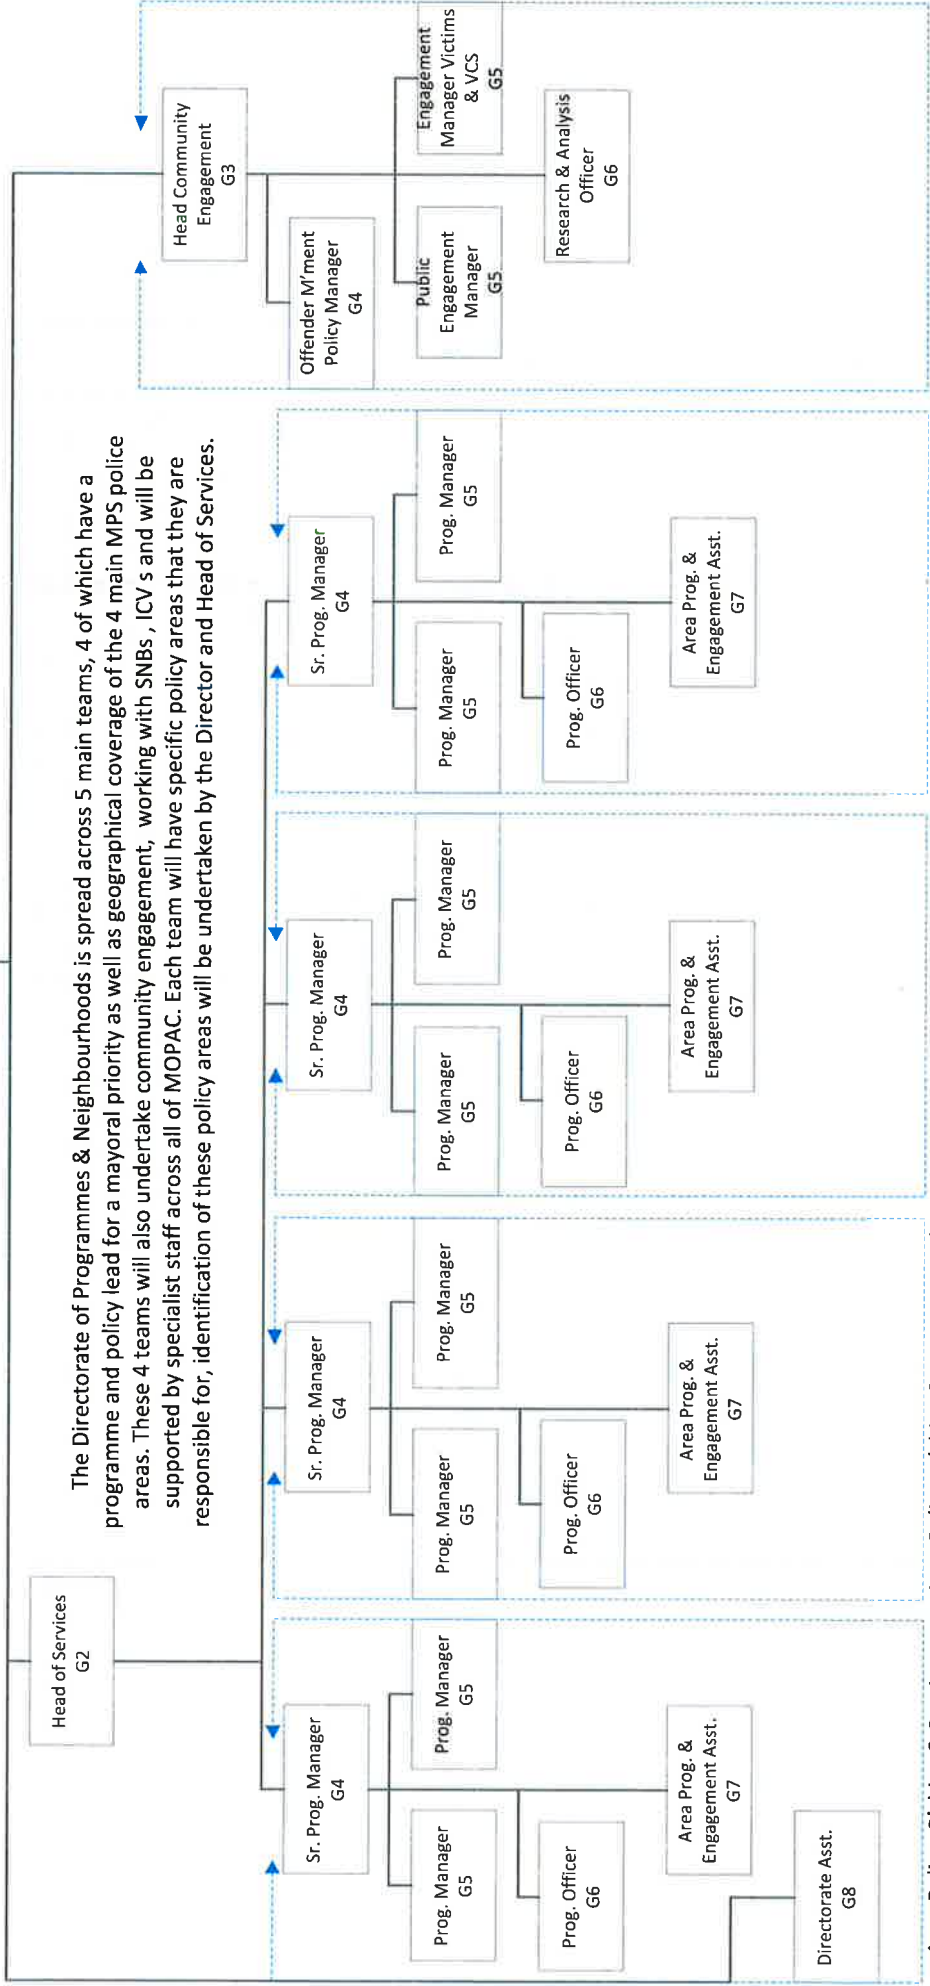 Head of Services
G2
The Directorate of Programmes & Neighbourhoods is spread across 5 main teams, 4 of which have a
programme and policy lead for a mayoral priority as well as geographical coverage of the 4 main MPS police
areas. These 4 teams will also undertake community engagement, working with SNBs , ICV s and will be
supported by specialist staff across all of MOPAC. Each team will have specific policy areas that they are
responsible for, identification of these policy areas will be undertaken by the Director and Head of Services.
Sr. Prog. Manager
G4
Prog. Manager
G5
Prog. Manager
G5
Prog. Officer
G6
Area Prog. &
Engagement Asst.
G7
Directorate Asst.
G8
Sr. Prog. Manager
G4
Prog. Manager
G5
Prog. Manager
G5
Prog. Officer
G6
Area Prog. &
Engagement Asst.
G7
Sr. Prog. Manager
G4
Prog. Manager
G5
Prog. Manager
G5
Prog. Officer
G6
Area Prog. &
Engagement Asst.
G7
Sr. Prog. Manager
G4
Prog. Manager
G5
Prog. Manager
G5
Prog. Officer
G6
Area Prog. &
Engagement Asst.
G7
Head Community
Engagement
G3
Offender M'ment
Policy Manager
G4
Public
Engagement
Manager
G5
Engagement
Manager Victims
& VCS
G5
Research & Analysis
Officer
G6